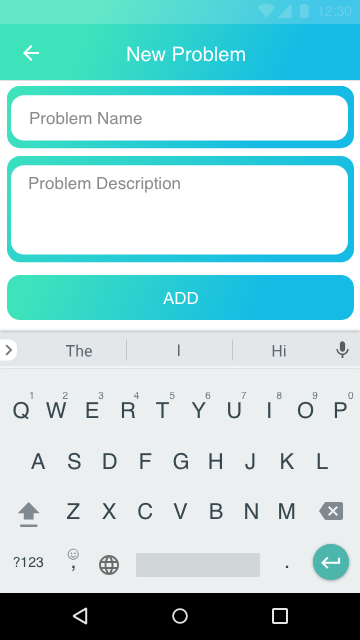 12:30
New Problem
Problem Name
Problem Description
ADD
The I Hi
1 2 3 4 5 6 7 8 9 0
Q W E R T Y U I O P
A S D F G H J K L
Z X C V B N M
?123 , .